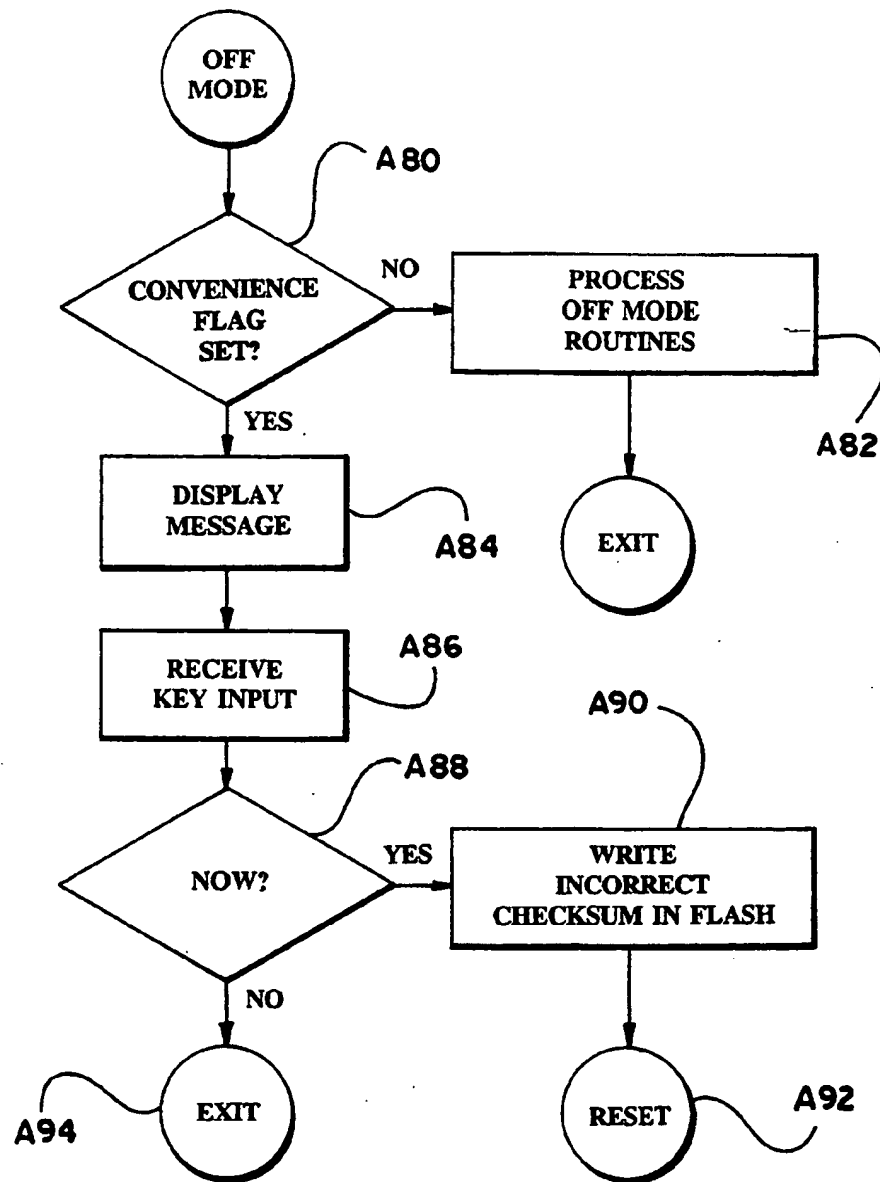 OFF
MODE
A80
CONVENIENCE
FLAG
SET?
NO
PROCESS
OFF MODE
ROUTINES
A82
YES
EXIT
DISPLAY
MESSAGE
A84
RECEIVE
KEY INPUT
A86
A90
A88
NOW?
YES
WRITE
INCORRECT
CHECKSUM IN FLASH
NO
EXIT
A94
RESET
A92